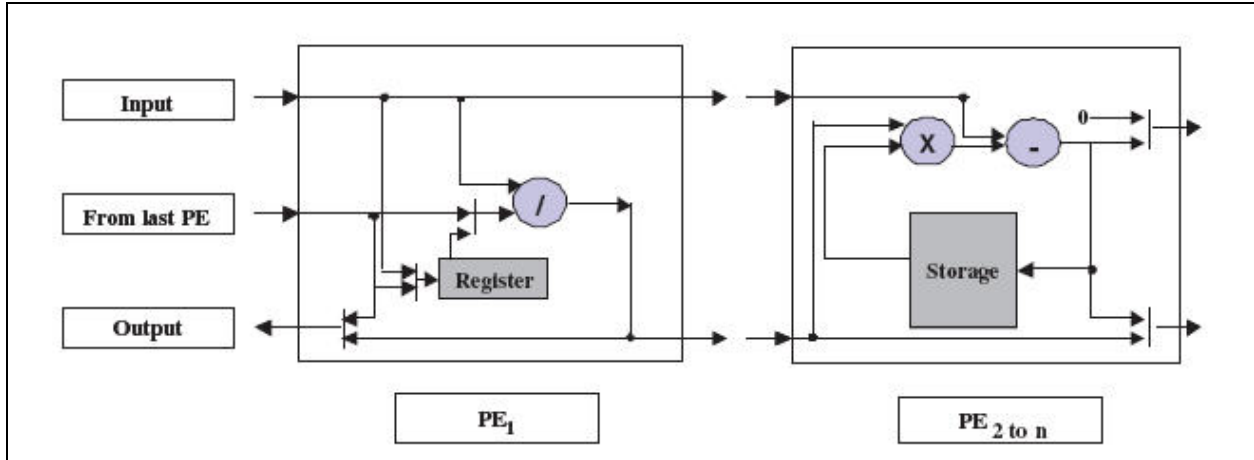 Input
From last PE
Output
/
Register
PE1
X
-
0
Storage
PE 2 to n